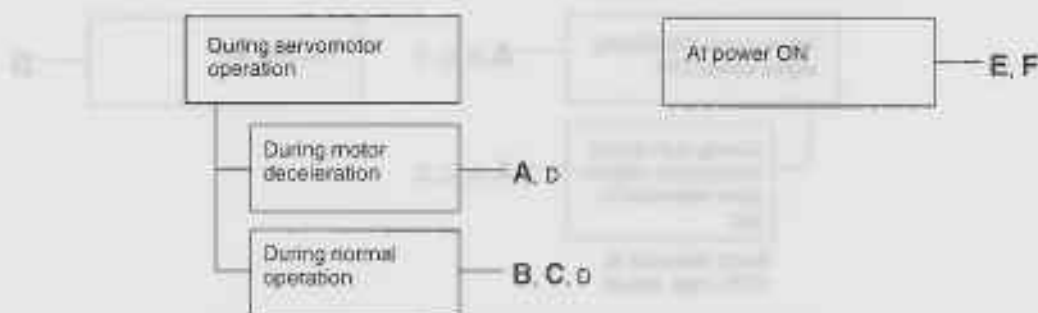 During servomotor
operation
At power ON
E, F
During motor
deceleration
A, D
During normal
operation
B, C, D